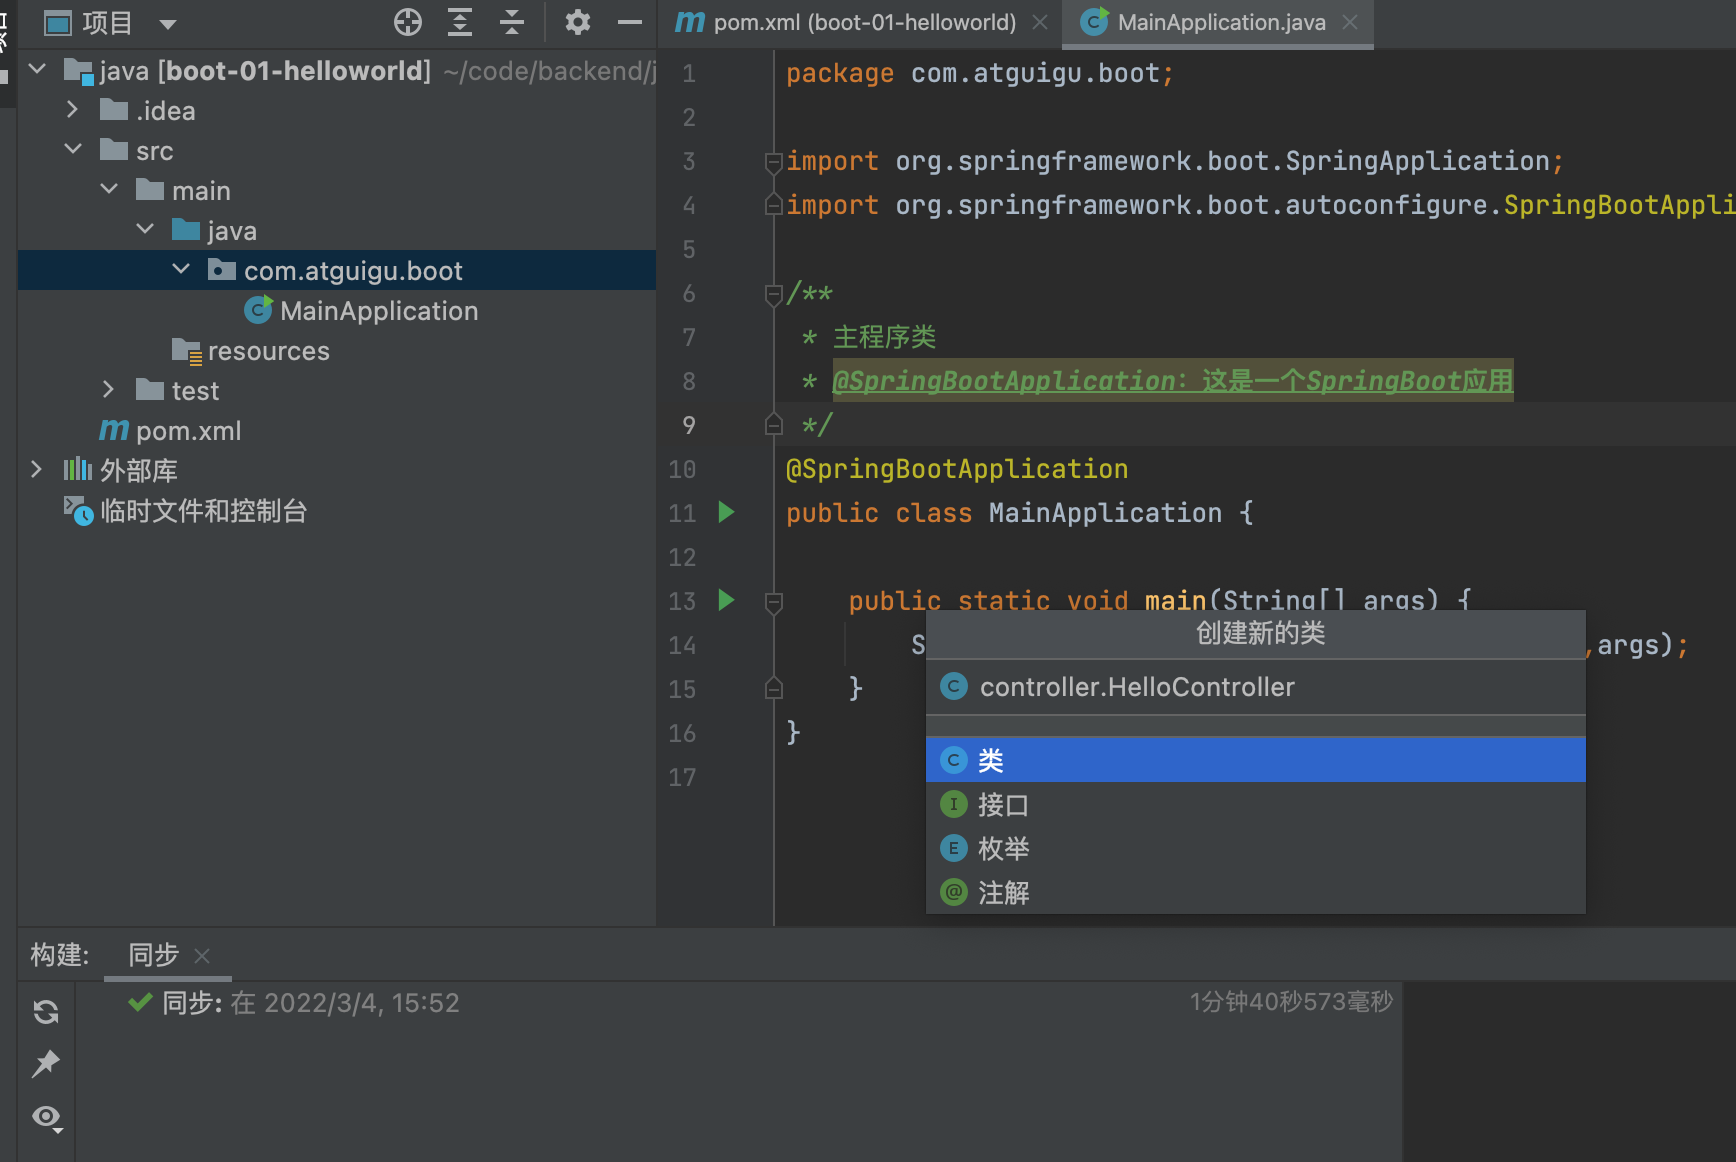 项目
pom.xml (boot-01-helloworld)
MainApplication.java
java [boot-01-helloworld] ~/code/backend/j
.idea
src
main
java
com.atguigu.boot
MainApplication
resources
test
pom.xml
外部库
临时文件和控制台
1 package com.atguigu.boot;
2
3 import org.springframework.boot.SpringApplication;
4 import org.springframework.boot.autoconfigure.SpringBootAppli
5
6 /**
7 * 主程序类
8 * @SpringBootApplication: 这是一个SpringBoot应用
9 */
10 @SpringBootApplication
11 public class MainApplication {
12
13 public static void main(String[] args) {
14 S ,args);
15 }
16 }
17
创建新的类
controller.HelloController
类
接口
枚举
注解
构建: 同步
同步: 在 2022/3/4, 15:52 1分钟40秒573毫秒